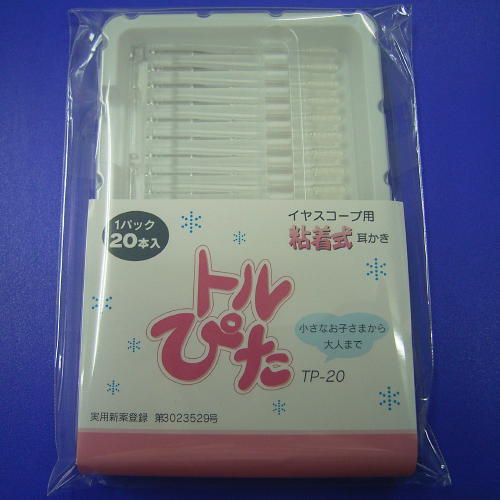 1パック
20本入
イヤスコープ用
粘着式 耳かき
トル
ぴた
小さなお子さまから
大人まで
TP-20
実用新案登録 第3023529号